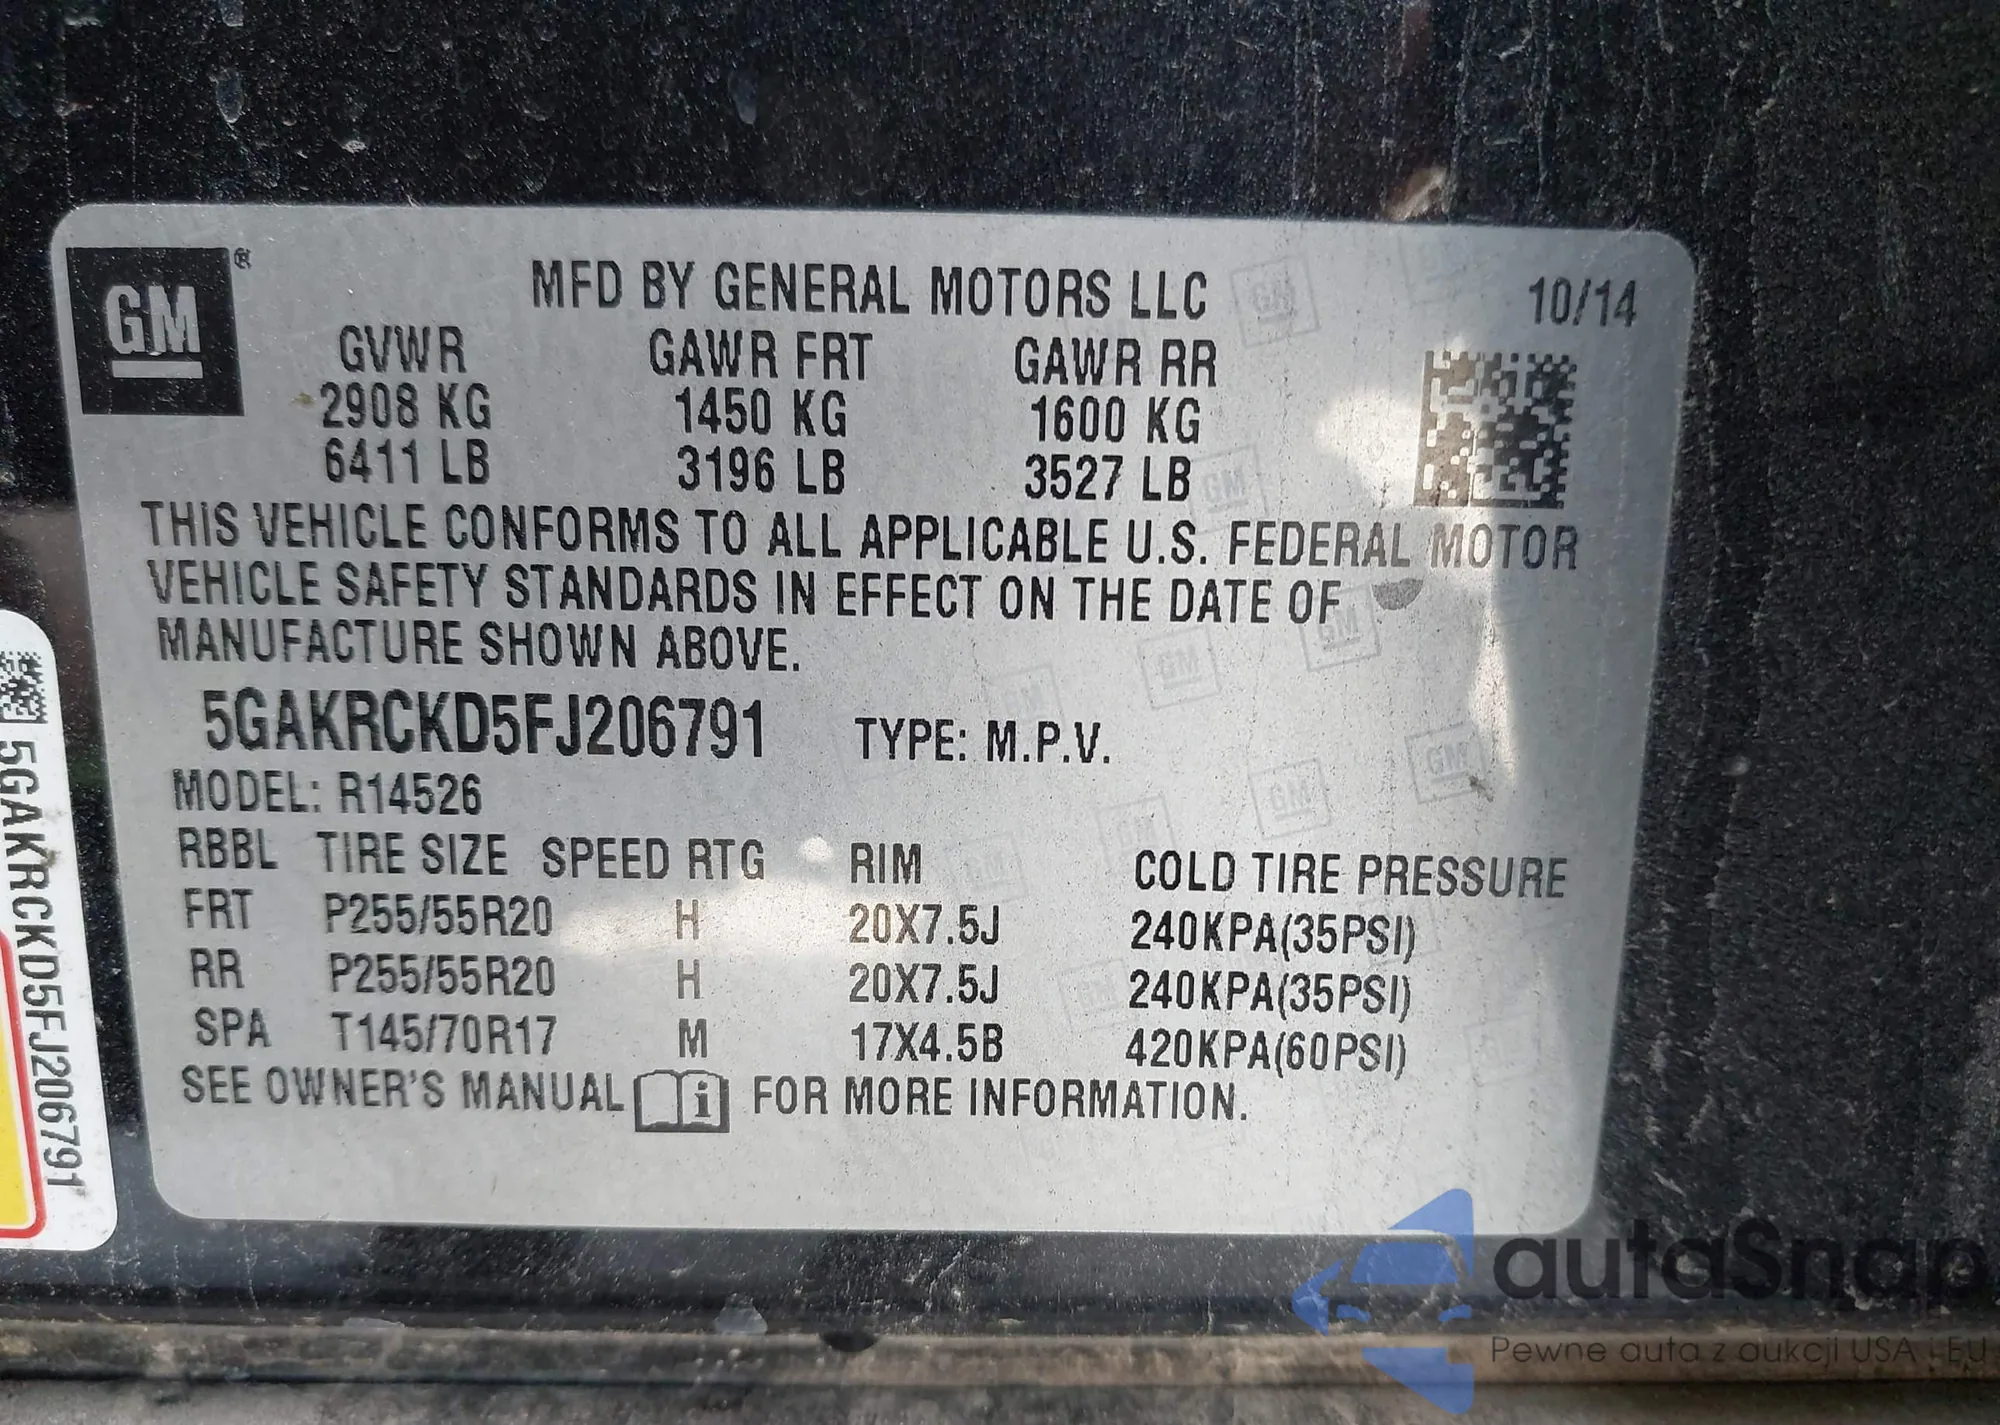 GM ®
MFD BY GENERAL MOTORS LLC 10/14
GVWR GAWR FRT GAWR RR
2908 KG 1450 KG 1600 KG
6411 LB 3196 LB 3527 LB
THIS VEHICLE CONFORMS TO ALL APPLICABLE U.S. FEDERAL MOTOR
VEHICLE SAFETY STANDARDS IN EFFECT ON THE DATE OF
MANUFACTURE SHOWN ABOVE.
5GAKRCKD5FJ206791 TYPE: M.P.V.
MODEL: R14526
RBBL TIRE SIZE SPEED RTG RIM COLD TIRE PRESSURE
FRT P255/55R20 H 20X7.5J 240KPA(35PSI)
RR P255/55R20 H 20X7.5J 240KPA(35PSI)
SPA T145/70R17 M 17X4.5B 420KPA(60PSI)
SEE OWNER'S MANUAL i FOR MORE INFORMATION.
5GAKRCKD5FJ206791
autaSnap
Pewne auta z aukcji USA i EU